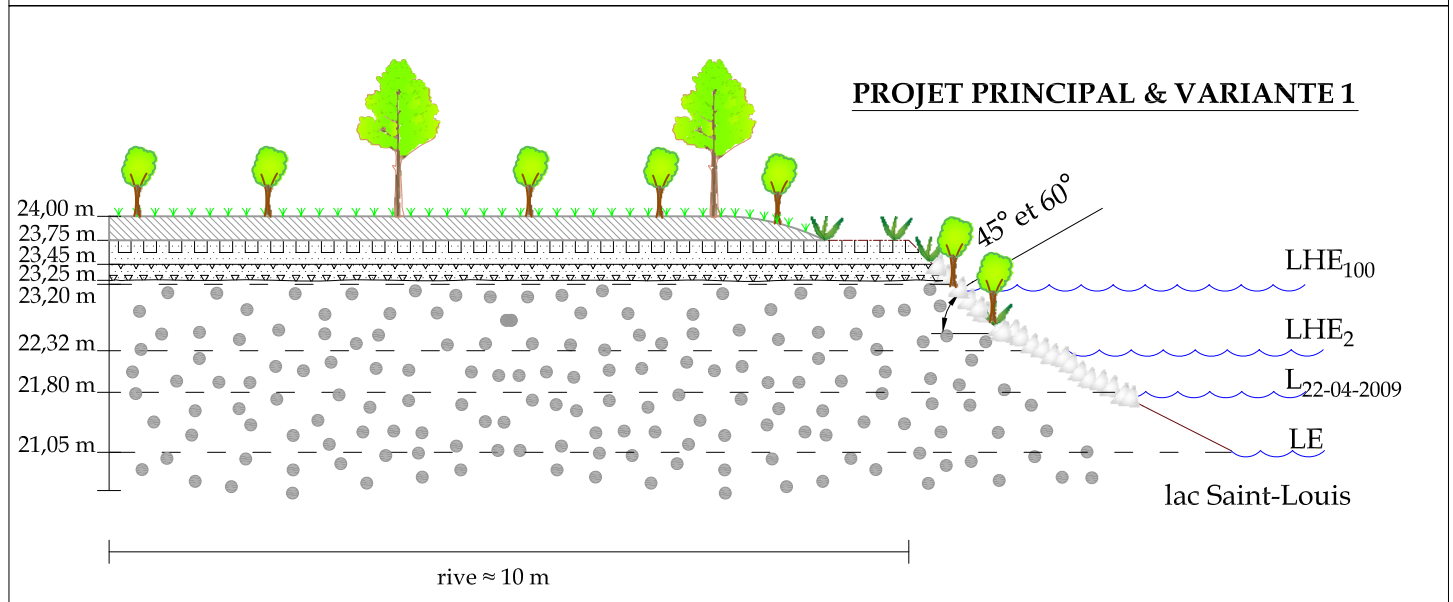 PROJET PRINCIPAL & VARIANTE 1
45° et 60°
24,00 m
23,75 m
23,45 m
23,25 m
23,20 m
22,32 m
21,80 m
21,05 m
LHE100
LHE2
L22-04-2009
LE
lac Saint-Louis
rive ≈ 10 m